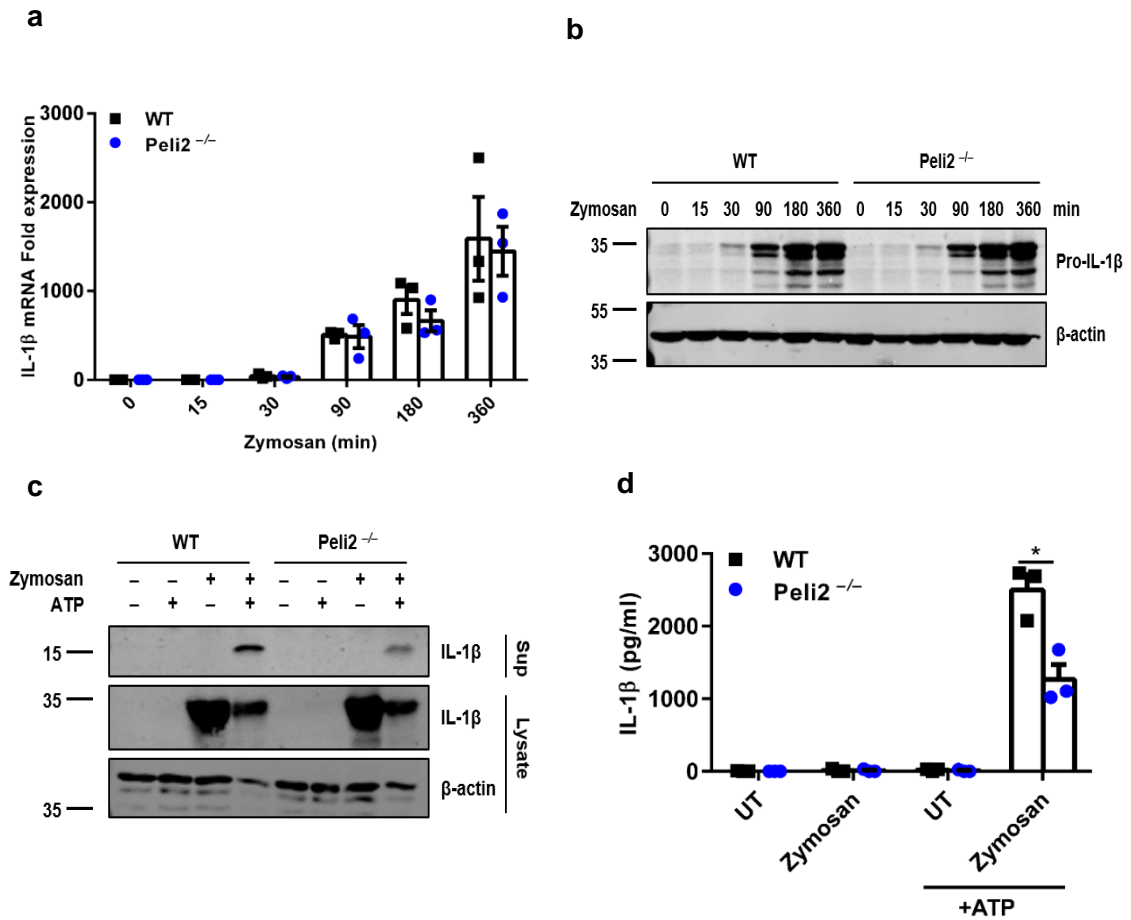 a
IL-1β mRNA Fold expression
3000
2000
1000
0
WT
Peli2 –/–
0 15 30 90 180 360
Zymosan (min)
b
WT Peli2 –/–
Zymosan 0 15 30 90 180 360 0 15 30 90 180 360 min
35
Pro-IL-1β
55
β-actin
35
c
WT Peli2 –/–
Zymosan – – + + – – + +
ATP – + – + – + – +
15
IL-1β
Sup
35
IL-1β
Lysate
β-actin
35
d
IL-1β (pg/ml)
3000
2000
1000
0
WT
Peli2 –/–
*
UT Zymosan UT Zymosan
+ATP